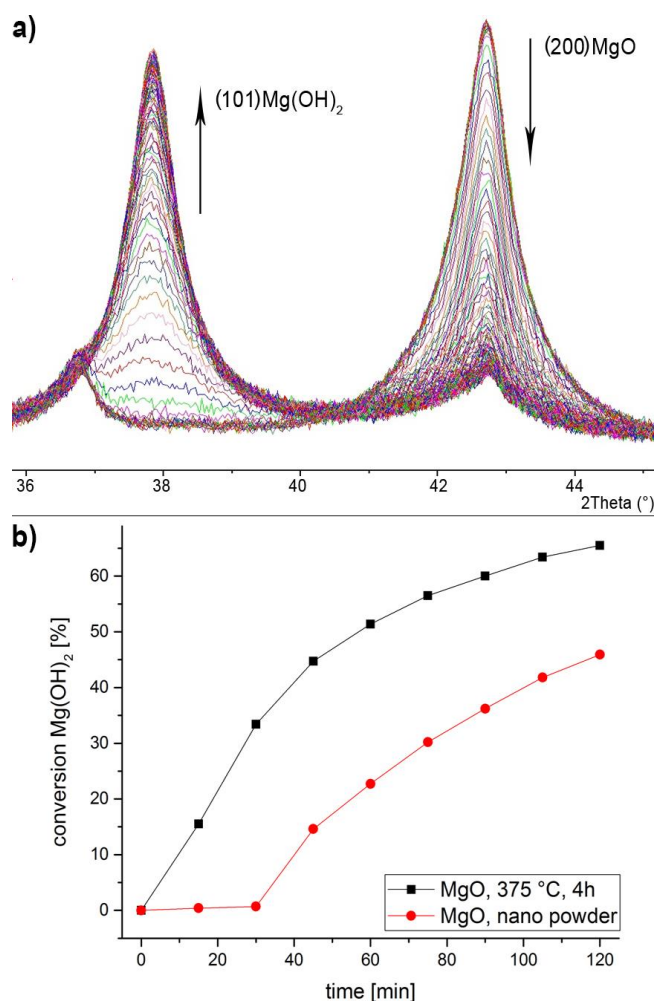 a)
(101)Mg(OH)2
(200)MgO
36 38 40 42 44
2Theta (°)
b)
conversion Mg(OH)2 [%]
60
50
40
30
20
10
0
MgO, 375 °C, 4h
MgO, nano powder
0 20 40 60 80 100 120
time [min]